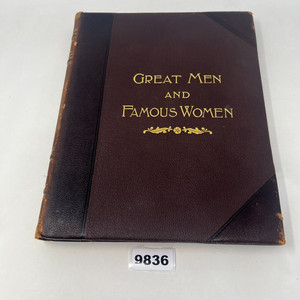 GREAT MEN
AND
FAMOUS WOMEN
9836